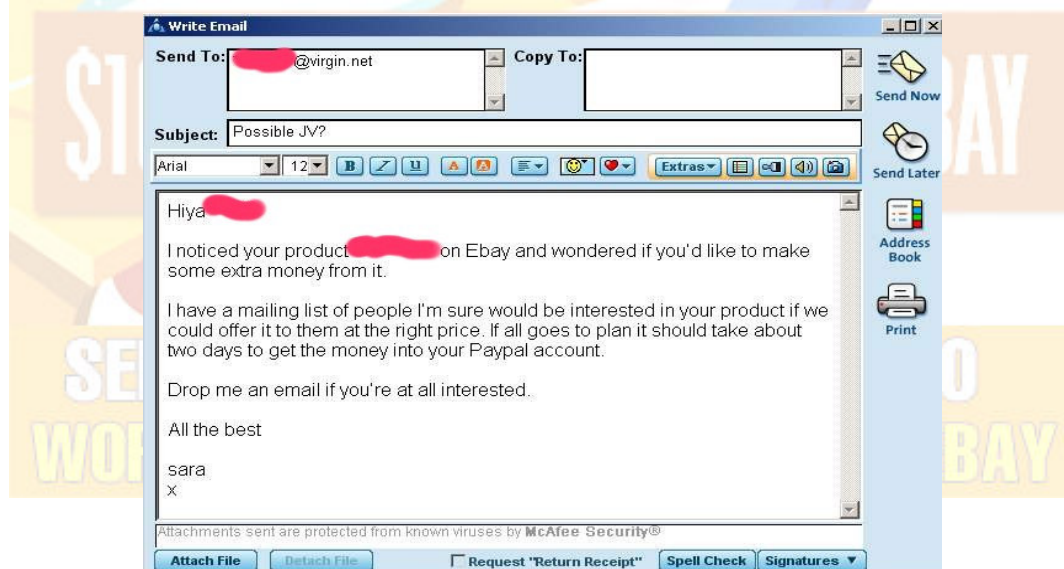 Write Email
Send To:
@virgin.net
Copy To:
Send Now
Subject: Possible JV?
Send Later
Arial 12 B I U A A Extras
Hiya
Address
Book
I noticed your product on Ebay and wondered if you'd like to make
some extra money from it.
I have a mailing list of people I'm sure would be interested in your product if we
could offer it to them at the right price. If all goes to plan it should take about
two days to get the money into your Paypal account.
Print
Drop me an email if you're at all interested.
All the best
sara
x
Attachments sent are protected from known viruses by McAfee Security®
Attach File Detach File Request "Return Receipt" Spell Check Signatures